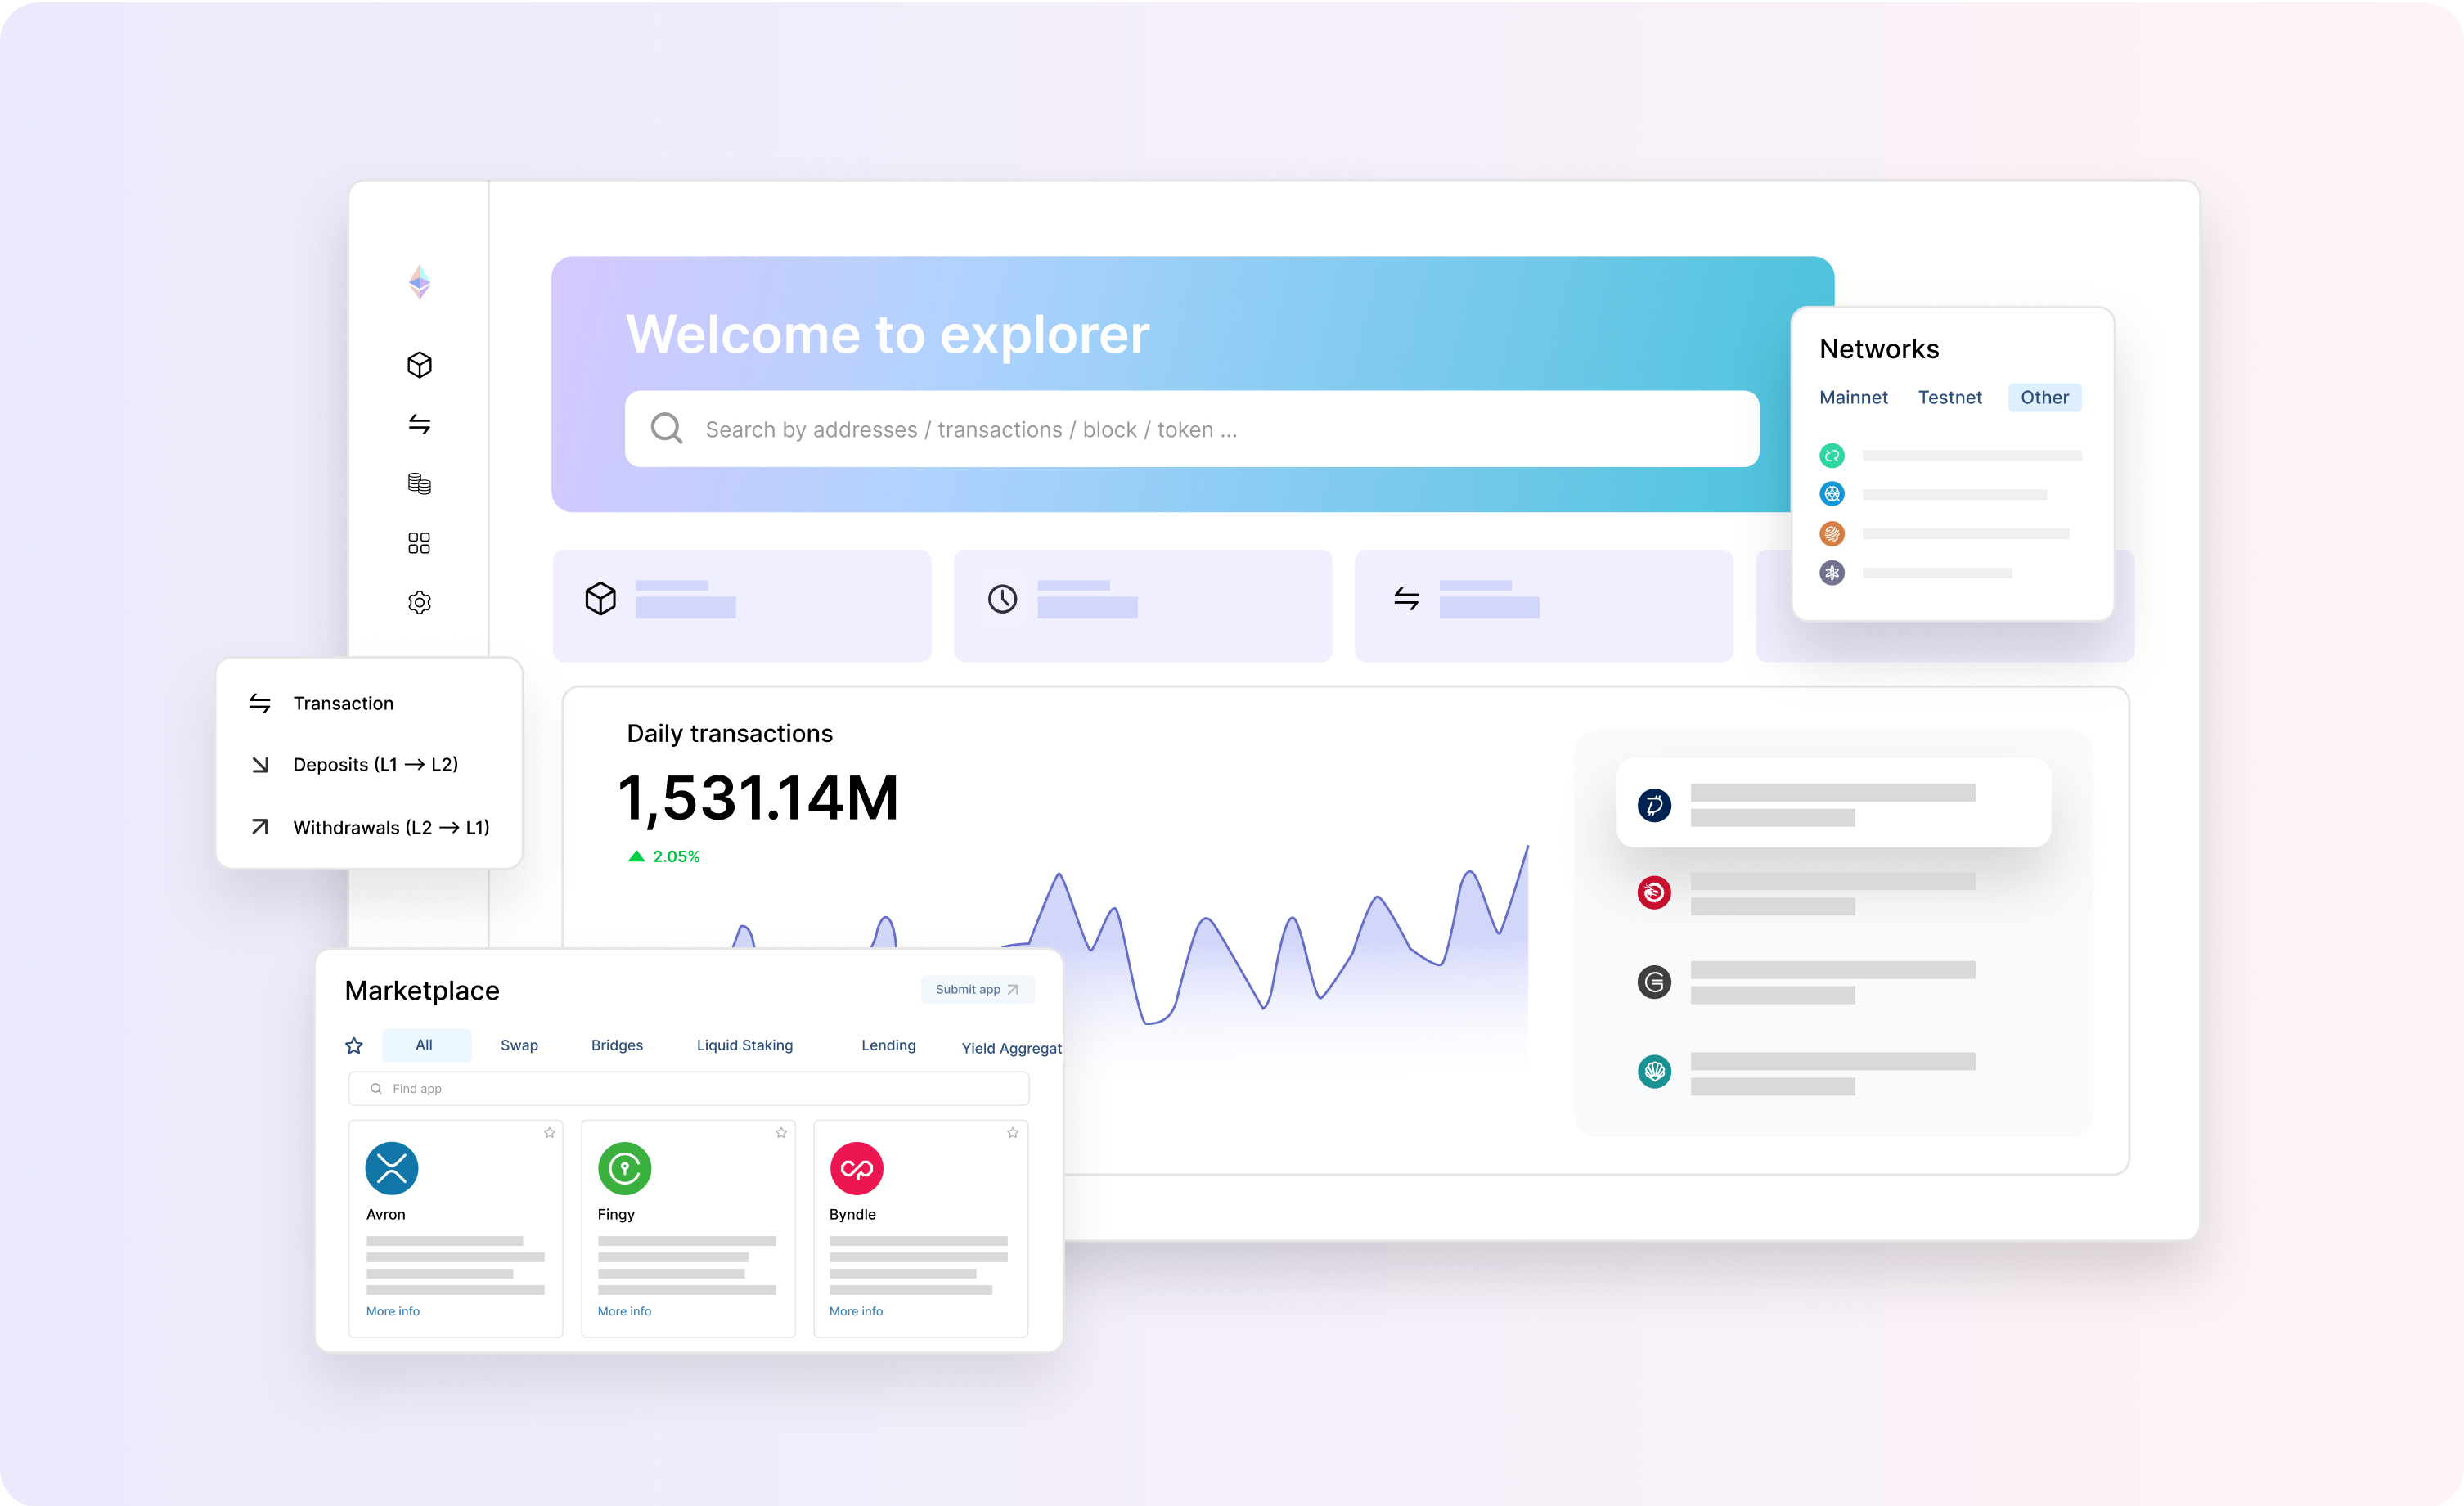 Welcome to explorer
Search by addresses / transactions / block / token ...
Networks
Mainnet Testnet Other
Transaction
Deposits (L1 → L2)
Withdrawals (L2 → L1)
Daily transactions
1,531.14M
2.05%
Marketplace
Submit app
All Swap Bridges Liquid Staking Lending Yield Aggregat
Find app
Avron
More info
Fingy
More info
Byndle
More info